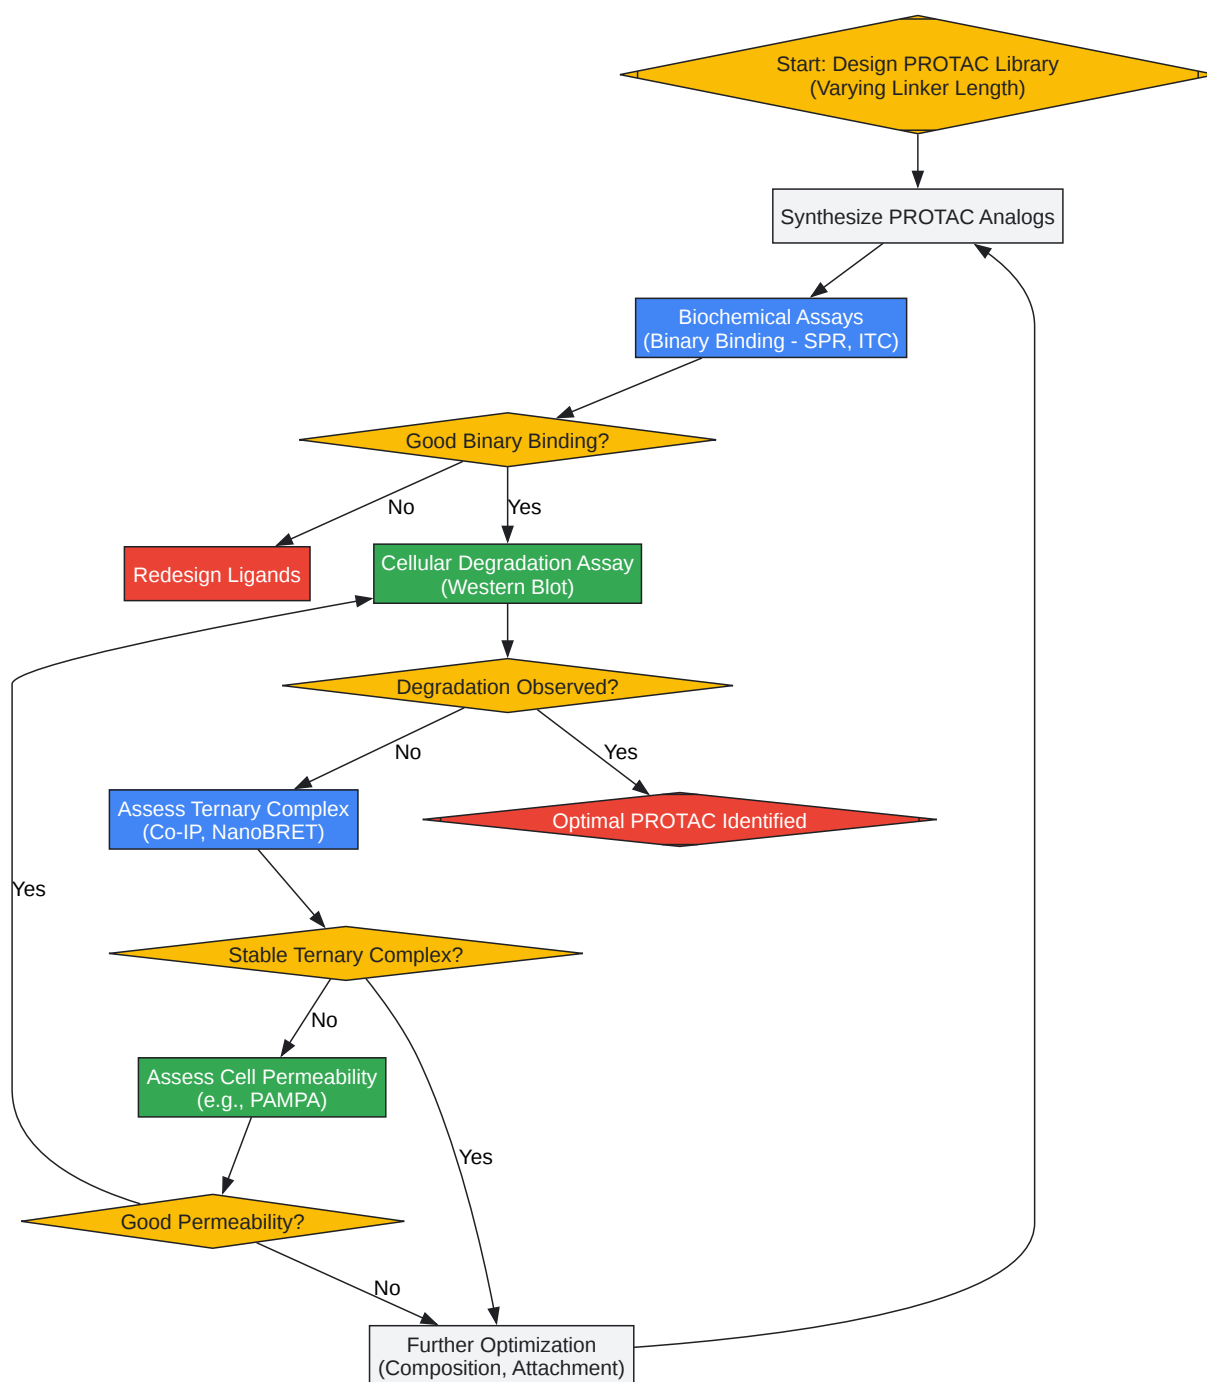 Start: Design PROTAC Library
(Varying Linker Length)
Synthesize PROTAC Analogs
Biochemical Assays
(Binary Binding - SPR, ITC)
Good Binary Binding?
No
Yes
Redesign Ligands
Cellular Degradation Assay
(Western Blot)
Degradation Observed?
No
Yes
Assess Ternary Complex
(Co-IP, NanoBRET)
Optimal PROTAC Identified
Yes
Stable Ternary Complex?
No
Assess Cell Permeability
(e.g., PAMPA)
Yes
Good Permeability?
No
Further Optimization
(Composition, Attachment)